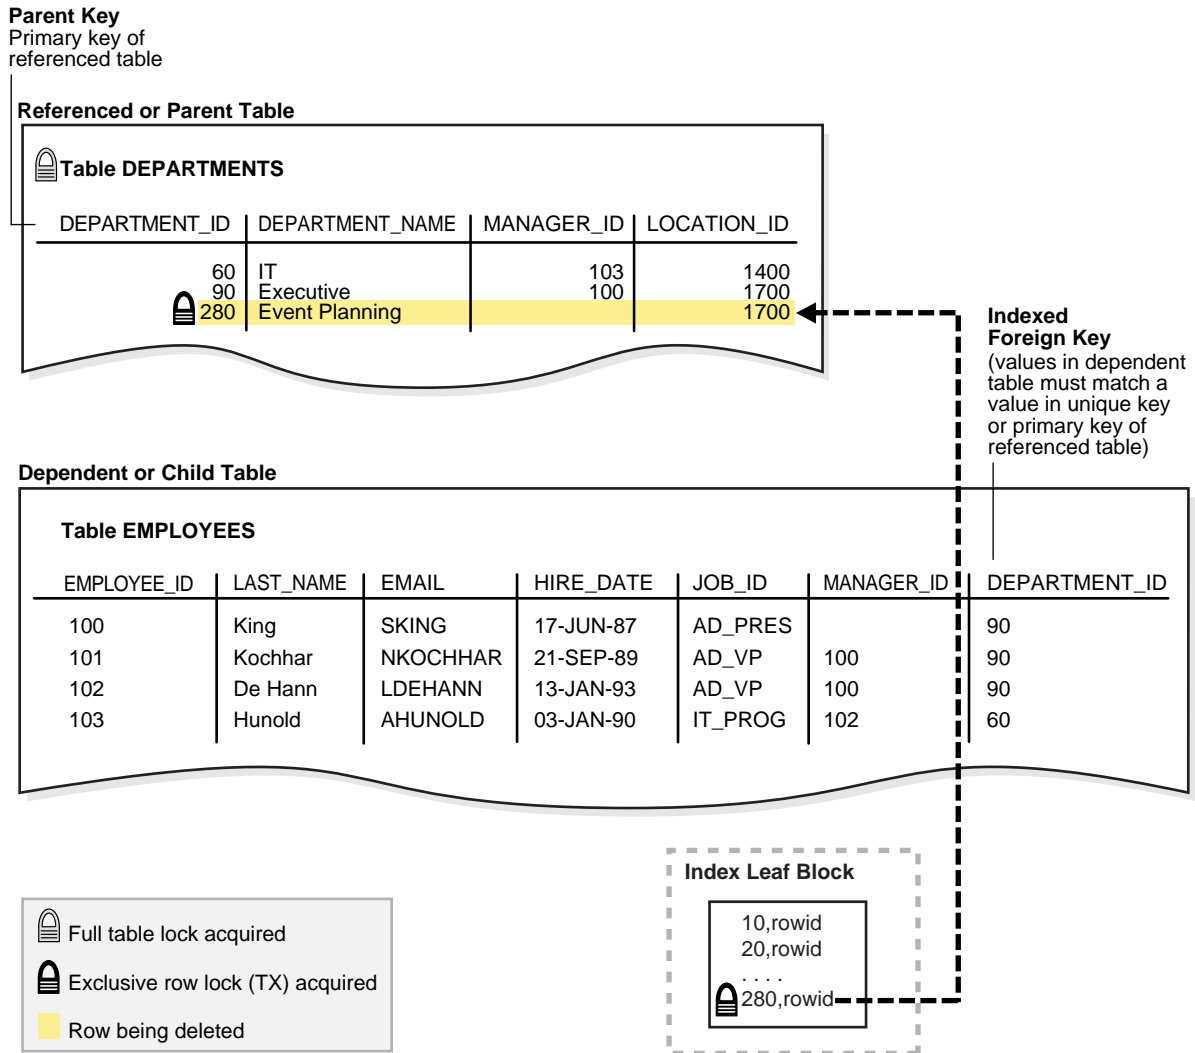 Parent Key
Primary key of
referenced table
Referenced or Parent Table
Table DEPARTMENTS
DEPARTMENT_ID DEPARTMENT_NAME MANAGER_ID LOCATION_ID
60 IT 103 1400
90 Executive 100 1700
280 Event Planning 1700
Indexed
Foreign Key
(values in dependent
table must match a
value in unique key
or primary key of
referenced table)
Dependent or Child Table
Table EMPLOYEES
EMPLOYEE_ID LAST_NAME EMAIL HIRE_DATE JOB_ID MANAGER_ID DEPARTMENT_ID
100 King SKING 17-JUN-87 AD_PRES 90
101 Kochhar NKOCHHAR 21-SEP-89 AD_VP 100 90
102 De Hann LDEHANN 13-JAN-93 AD_VP 100 90
103 Hunold AHUNOLD 03-JAN-90 IT_PROG 102 60
Index Leaf Block
10,rowid
20,rowid
. . . .
280,rowid
Full table lock acquired
Exclusive row lock (TX) acquired
Row being deleted